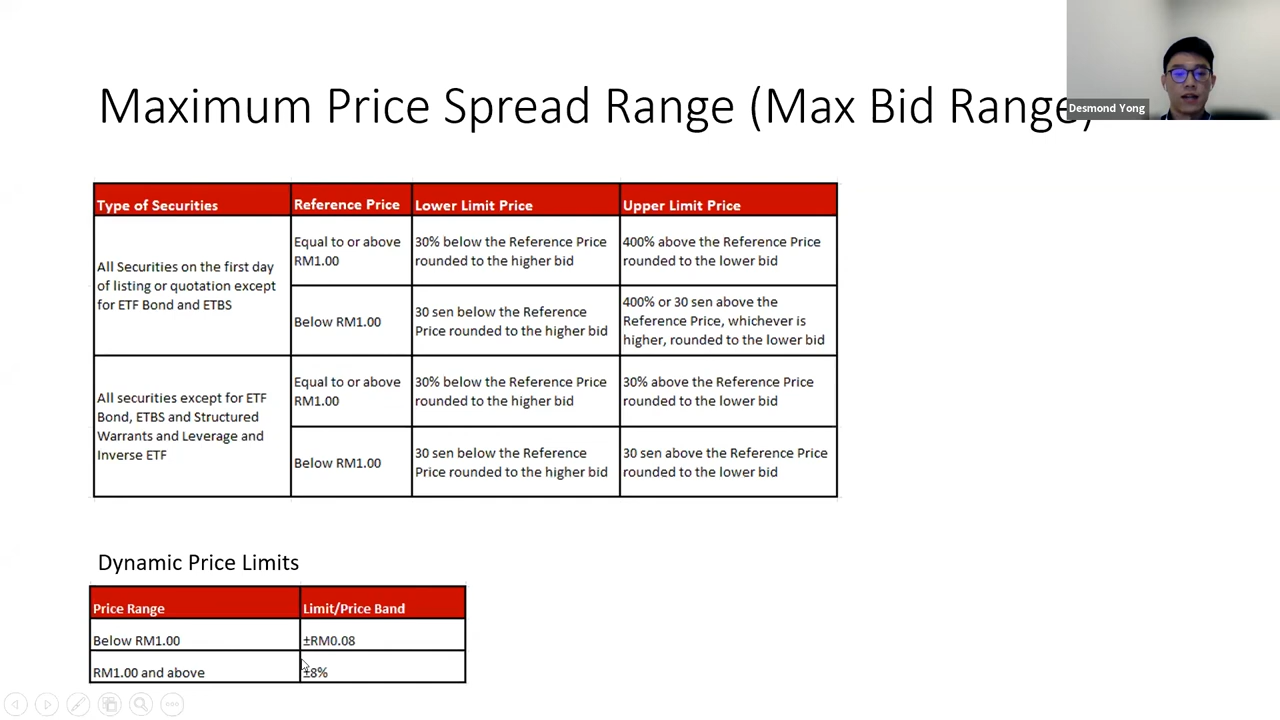 Maximum Price Spread Range (Max Bid Range)
Desmond Yong
Type of Securities
Reference Price
Lower Limit Price
Upper Limit Price
All Securities on the first day
of listing or quotation except
for ETF Bond and ETBS
Equal to or above
RM1.00
30% below the Reference Price
rounded to the higher bid
400% above the Reference Price
rounded to the lower bid
Below RM1.00
30 sen below the Reference
Price rounded to the higher bid
400% or 30 sen above the
Reference Price, whichever is
higher, rounded to the lower bid
All securities except for ETF
Bond, ETBS and Structured
Warrants and Leverage and
Inverse ETF
Equal to or above
RM1.00
30% below the Reference Price
rounded to the higher bid
30% above the Reference Price
rounded to the lower bid
Below RM1.00
30 sen below the Reference
Price rounded to the higher bid
30 sen above the Reference Price
rounded to the lower bid
Dynamic Price Limits
Price Range
Limit/Price Band
Below RM1.00
±RM0.08
RM1.00 and above
±8%